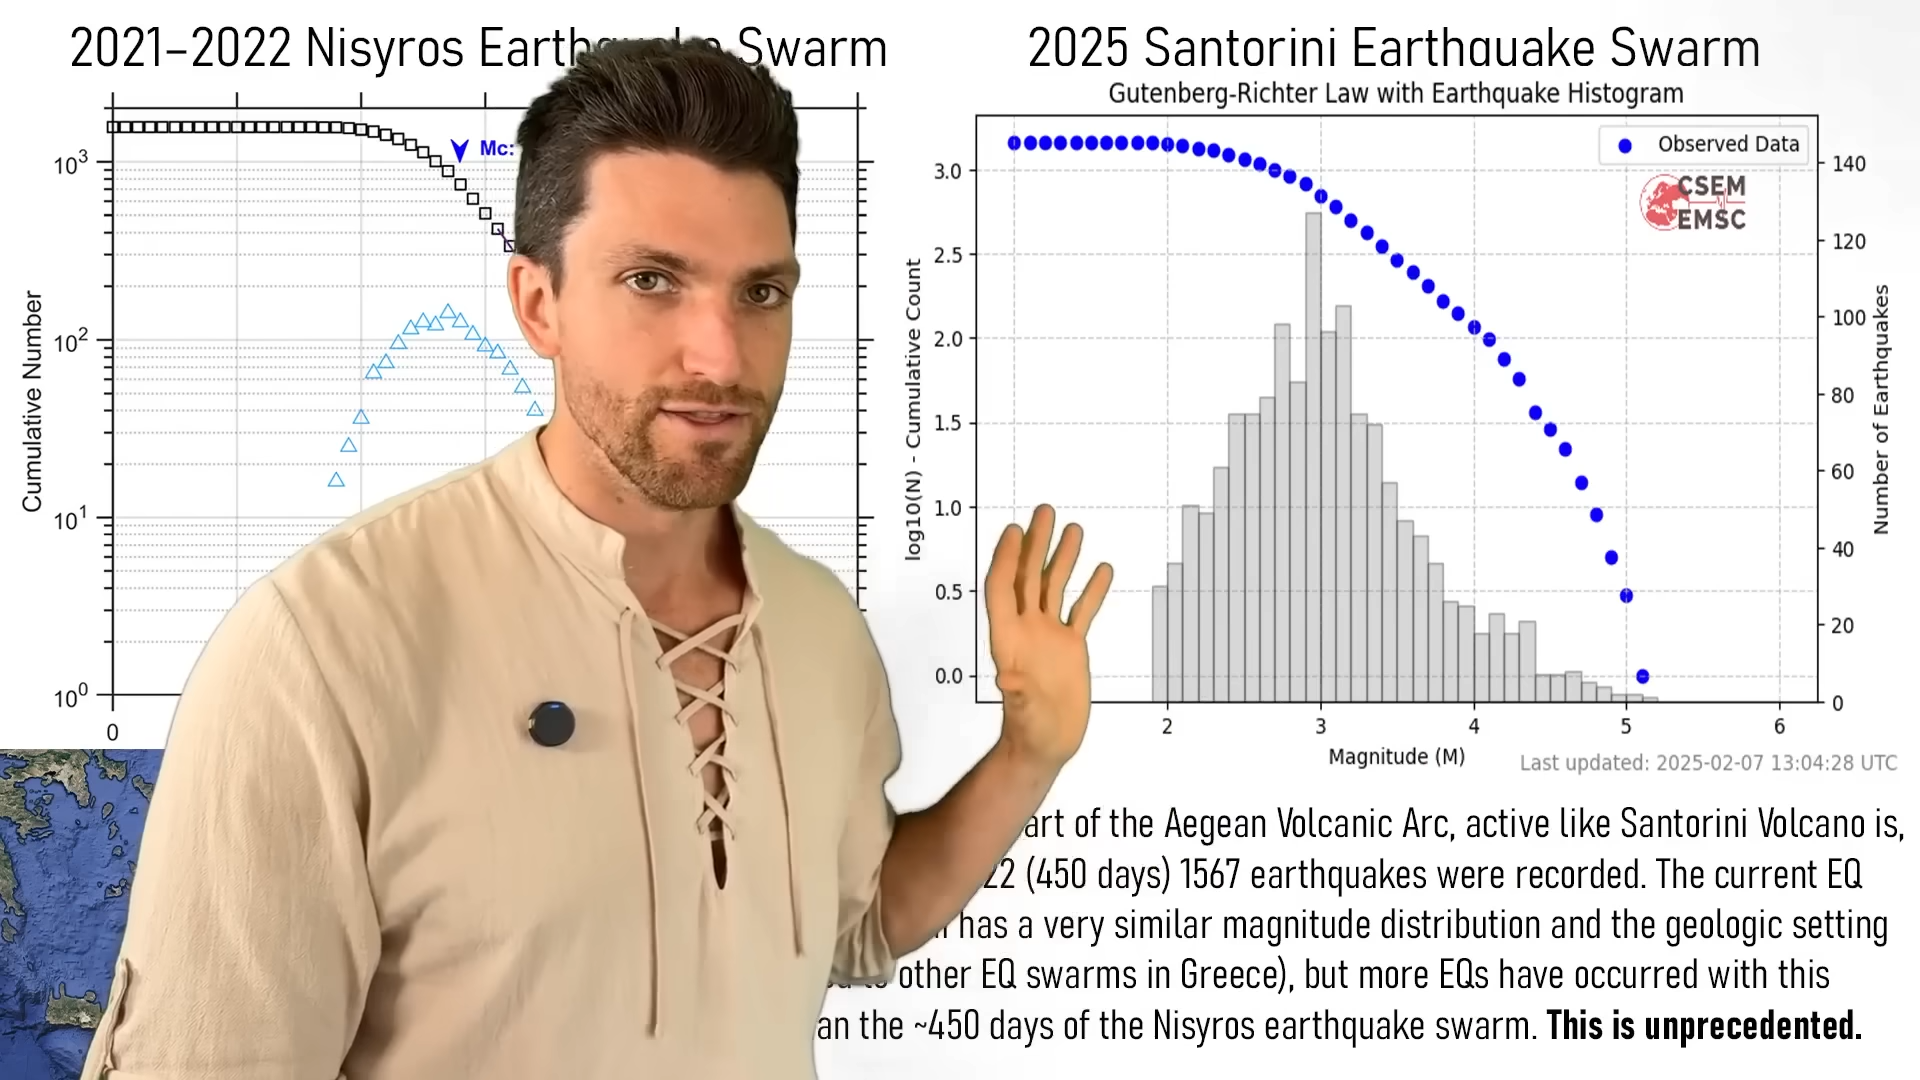 2021–2022 Nisyros Earthquake Swarm
10³
10²
10¹
10⁰
Cumulative Number
Mc:
0
2025 Santorini Earthquake Swarm
Gutenberg-Richter Law with Earthquake Histogram
Observed Data
CSEM
EMSC
3.0
2.5
2.0
1.5
1.0
0.5
0.0
log10(N) - Cumulative Count
140
120
100
80
60
40
20
0
Number of Earthquakes
2 3 4 5 6
Magnitude (M)
Last updated: 2025-02-07 13:04:28 UTC
of the Aegean Volcanic Arc, active like Santorini Volcano is,
(450 days) 1567 earthquakes were recorded. The current EQ
has a very similar magnitude distribution and the geologic setting
other EQ swarms in Greece), but more EQs have occurred with this
the ~450 days of the Nisyros earthquake swarm. This is unprecedented.